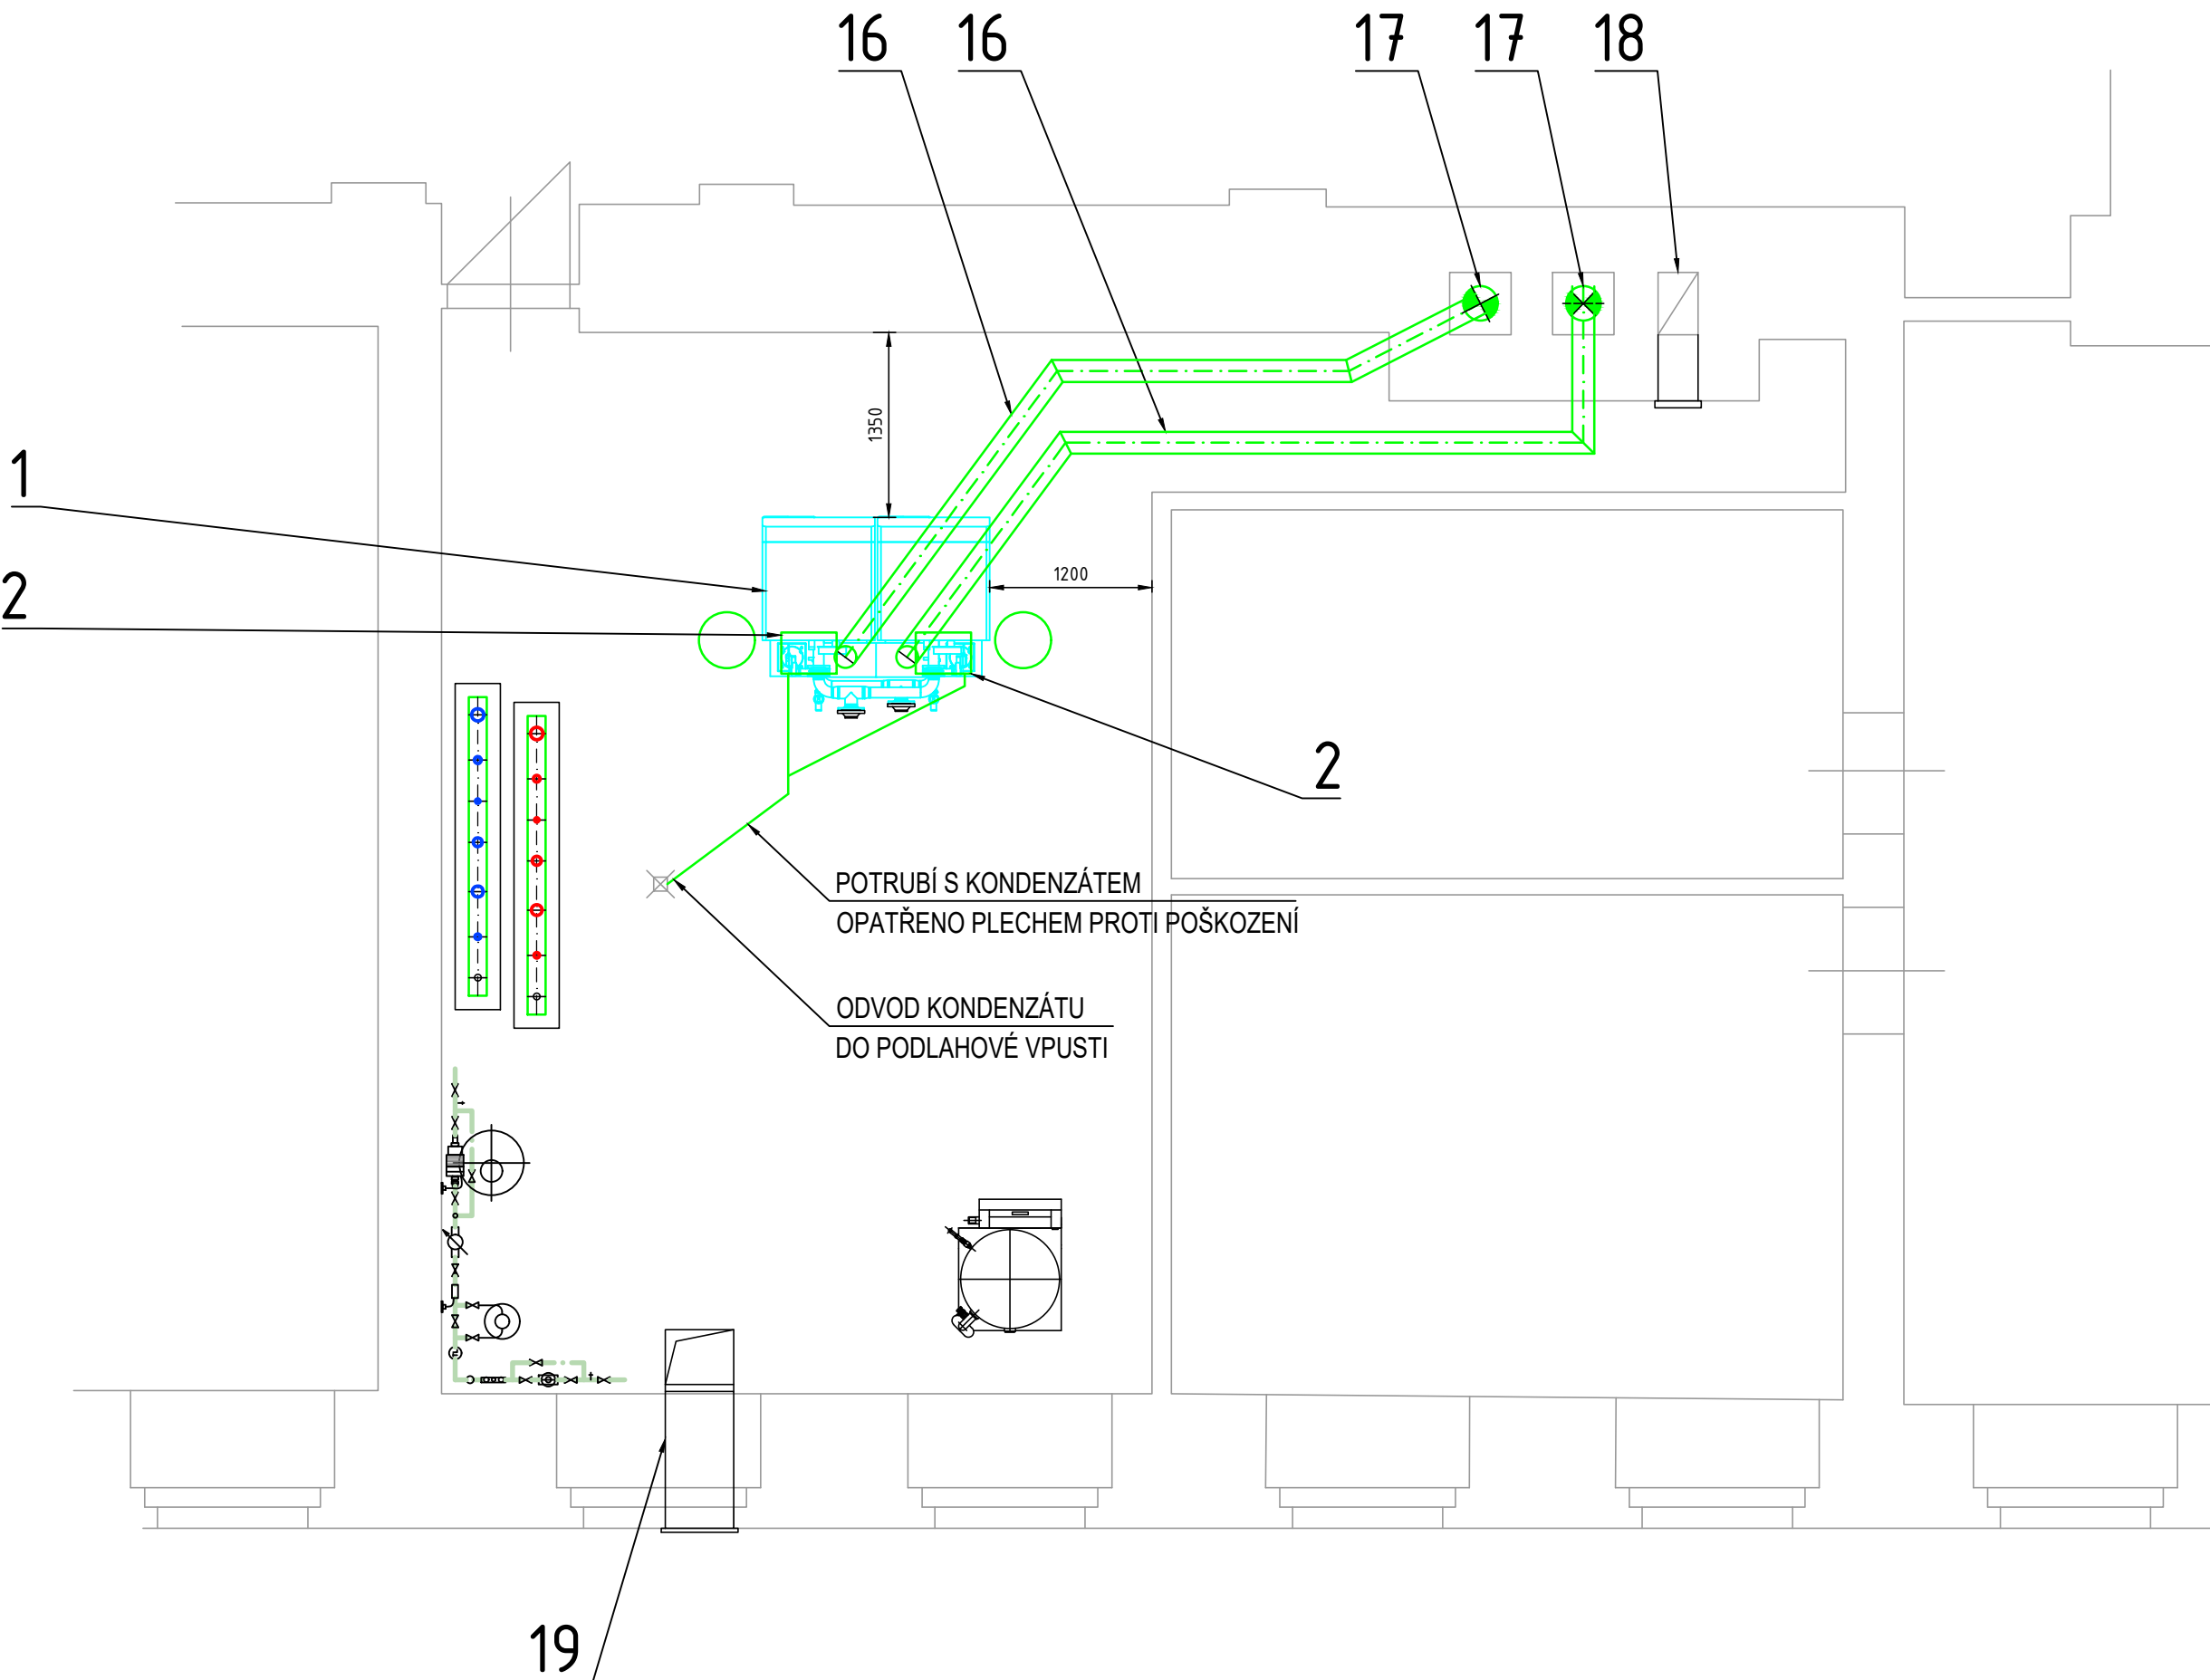 16
16
17
17
18
1350
1
1200
2
2
POTRUBÍ S KONDENZÁTEM
OPATŘENO PLECHEM PROTI POŠKOZENÍ
ODVOD KONDENZÁTU
DO PODLAHOVÉ VPUSTI
19